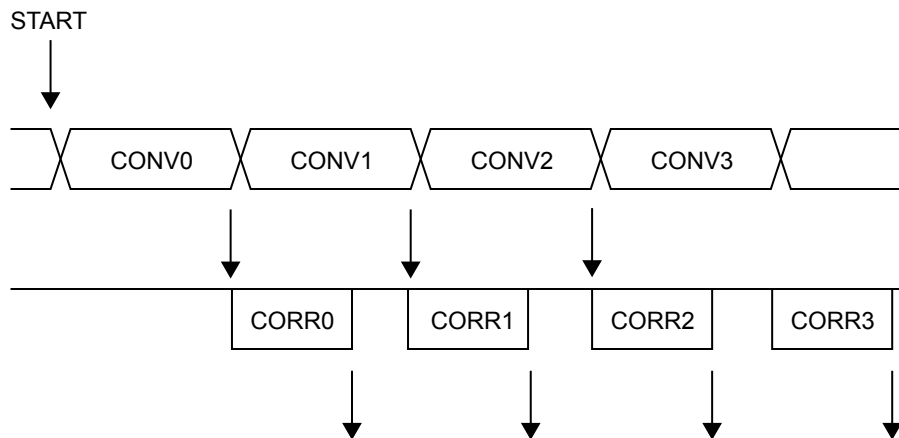 START
CONV0 CONV1 CONV2 CONV3
CORR0 CORR1 CORR2 CORR3